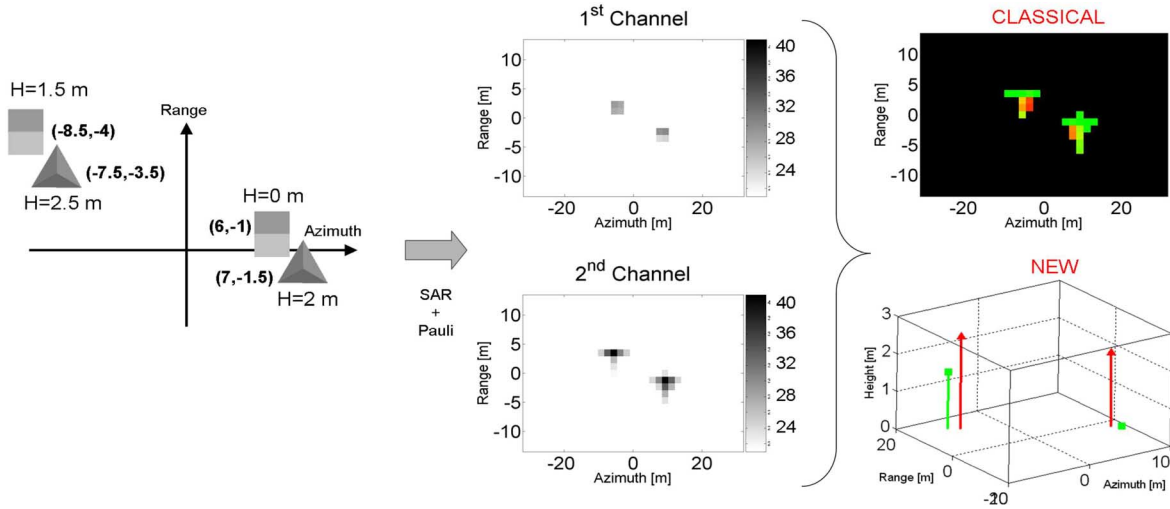 H=1.5 m
Range
(-8.5,-4)
(-7.5,-3.5)
H=2.5 m
H=0 m
(6,-1)
Azimuth
(7,-1.5)
H=2 m
SAR
+
Pauli
1st Channel
10
5
0
-5
-10
Range [m]
-20 0 20
Azimuth [m]
40
36
32
28
24
2nd Channel
10
5
0
-5
-10
Range [m]
-20 0 20
Azimuth [m]
40
36
32
28
24
CLASSICAL
10
5
0
-5
-10
Range [m]
-20 0 20
Azimuth [m]
NEW
3
2
1
0
Height [m]
20
0
Range [m]
0
10
Azimuth [m]